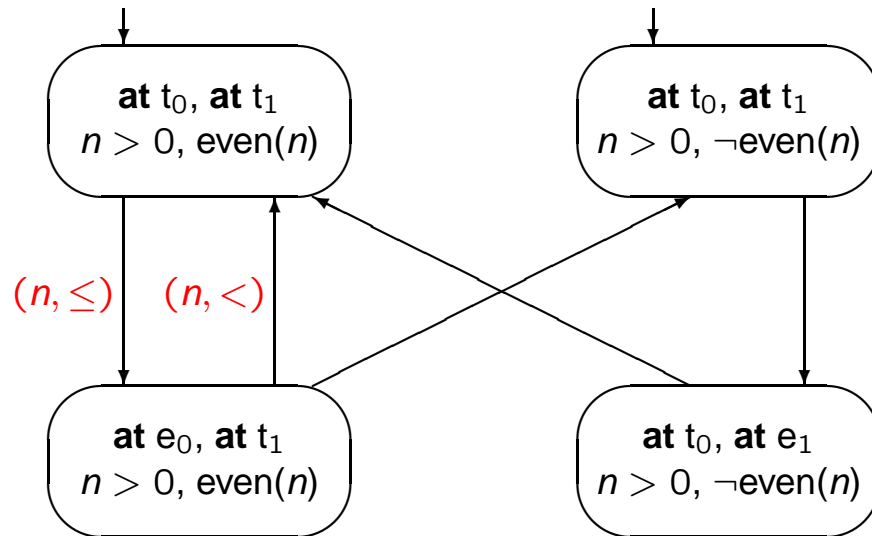 at t₀, at t₁
n > 0, even(n)
at t₀, at t₁
n > 0, ¬even(n)
(n, ≤)
(n, <)
at e₀, at t₁
n > 0, even(n)
at t₀, at e₁
n > 0, ¬even(n)